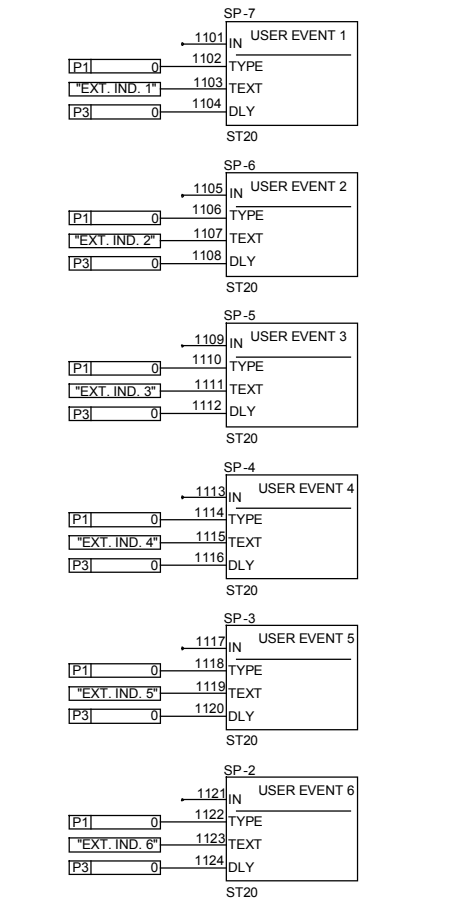 SP-7
1101 IN USER EVENT 1
P1 0 1102 TYPE
"EXT. IND. 1" 1103 TEXT
P3 0 1104 DLY
ST20
SP-6
1105 IN USER EVENT 2
P1 0 1106 TYPE
"EXT. IND. 2" 1107 TEXT
P3 0 1108 DLY
ST20
SP-5
1109 IN USER EVENT 3
P1 0 1110 TYPE
"EXT. IND. 3" 1111 TEXT
P3 0 1112 DLY
ST20
SP-4
1113 IN USER EVENT 4
P1 0 1114 TYPE
"EXT. IND. 4" 1115 TEXT
P3 0 1116 DLY
ST20
SP-3
1117 IN USER EVENT 5
P1 0 1118 TYPE
"EXT. IND. 5" 1119 TEXT
P3 0 1120 DLY
ST20
SP-2
1121 IN USER EVENT 6
P1 0 1122 TYPE
"EXT. IND. 6" 1123 TEXT
P3 0 1124 DLY
ST20